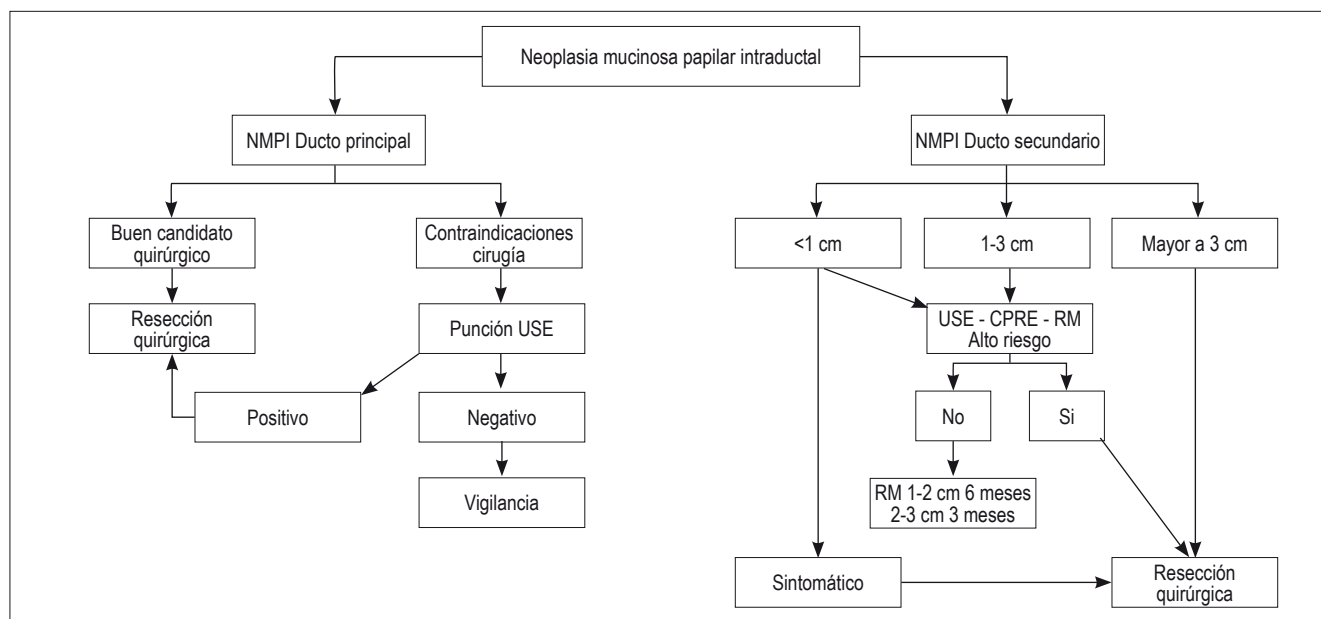 Neoplasia mucinosa papilar intraductal
NMPI Ducto principal
NMPI Ducto secundario
Buen candidato
quirúrgico
Contraindicaciones
cirugía
<1 cm
1-3 cm
Mayor a 3 cm
Resección
quirúrgica
Punción USE
USE - CPRE - RM
Alto riesgo
Positivo
Negativo
No
Si
Vigilancia
RM 1-2 cm 6 meses
2-3 cm 3 meses
Sintomático
Resección
quirúrgica